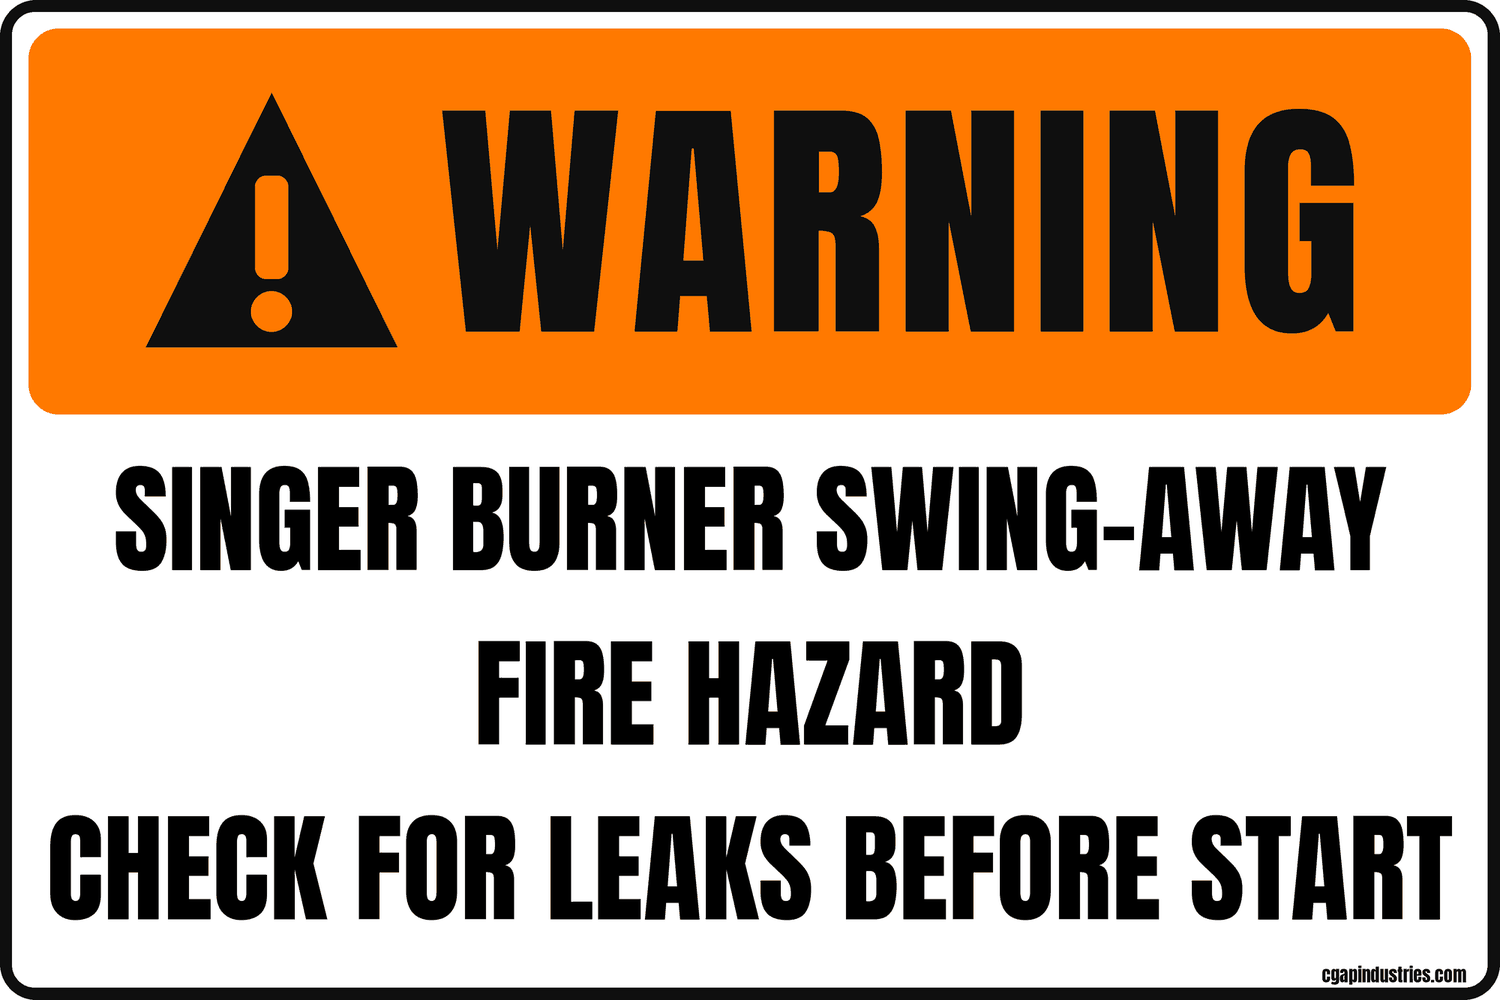 WARNING
SINGER BURNER SWING-AWAY
FIRE HAZARD
CHECK FOR LEAKS BEFORE START
cgapindustries.com